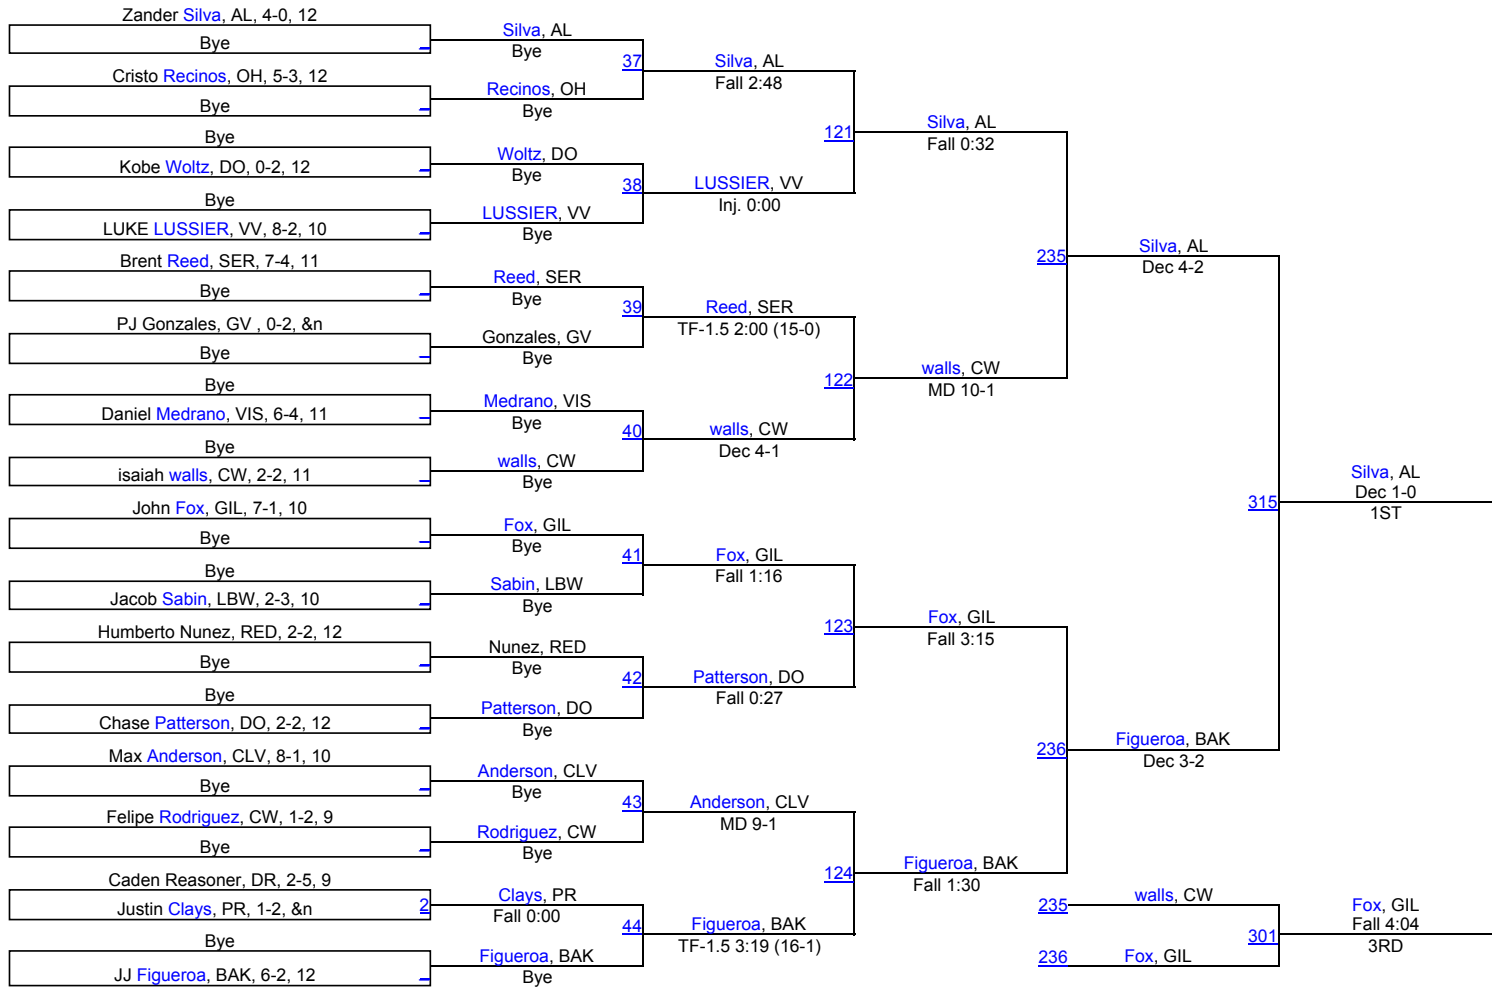 Zander Silva, AL, 4-0, 12
Bye
Cristo Recinos, OH, 5-3, 12
Bye
Bye
Kobe Woltz, DO, 0-2, 12
Bye
LUKE LUSSIER, VV, 8-2, 10
Brent Reed, SER, 7-4, 11
Bye
PJ Gonzales, GV , 0-2, &n
Bye
Bye
Daniel Medrano, VIS, 6-4, 11
Bye
isaiah walls, CW, 2-2, 11
John Fox, GIL, 7-1, 10
Bye
Bye
Jacob Sabin, LBW, 2-3, 10
Humberto Nunez, RED, 2-2, 12
Bye
Bye
Chase Patterson, DO, 2-2, 12
Max Anderson, CLV, 8-1, 10
Bye
Felipe Rodriguez, CW, 1-2, 9
Bye
Caden Reasoner, DR, 2-5, 9
Justin Clays, PR, 1-2, &n
2
Bye
JJ Figueroa, BAK, 6-2, 12
Silva, AL
Bye
37
Recinos, OH
Bye
Woltz, DO
Bye
38
LUSSIER, VV
Bye
Reed, SER
Bye
39
Gonzales, GV
Bye
Medrano, VIS
Bye
40
walls, CW
Bye
Fox, GIL
Bye
41
Sabin, LBW
Bye
Nunez, RED
Bye
42
Patterson, DO
Bye
Anderson, CLV
Bye
43
Rodriguez, CW
Bye
Clays, PR
Fall 0:00
44
Figueroa, BAK
Bye
Silva, AL
Fall 2:48
121
LUSSIER, VV
Inj. 0:00
Reed, SER
TF-1.5 2:00 (15-0)
122
walls, CW
Dec 4-1
Fox, GIL
Fall 1:16
123
Patterson, DO
Fall 0:27
Anderson, CLV
MD 9-1
124
Figueroa, BAK
TF-1.5 3:19 (16-1)
Silva, AL
Fall 0:32
235
walls, CW
MD 10-1
Fox, GIL
Fall 3:15
236
Figueroa, BAK
Fall 1:30
Silva, AL
Dec 4-2
315
Figueroa, BAK
Dec 3-2
Silva, AL
Dec 1-0
1ST
235
walls, CW
301
236
Fox, GIL
Fox, GIL
Fall 4:04
3RD